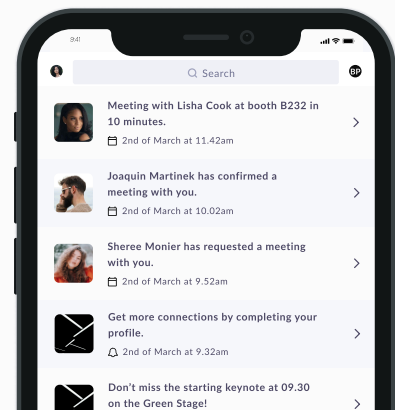 9:41
Search
BP
Meeting with Lisha Cook at booth B232 in
10 minutes.
2nd of March at 11.42am
Joaquin Martinek has confirmed a
meeting with you.
2nd of March at 10.02am
Sheree Monier has requested a meeting
with you.
2nd of March at 9.52am
Get more connections by completing your
profile.
2nd of March at 9.32am
Don’t miss the starting keynote at 09.30
on the Green Stage!